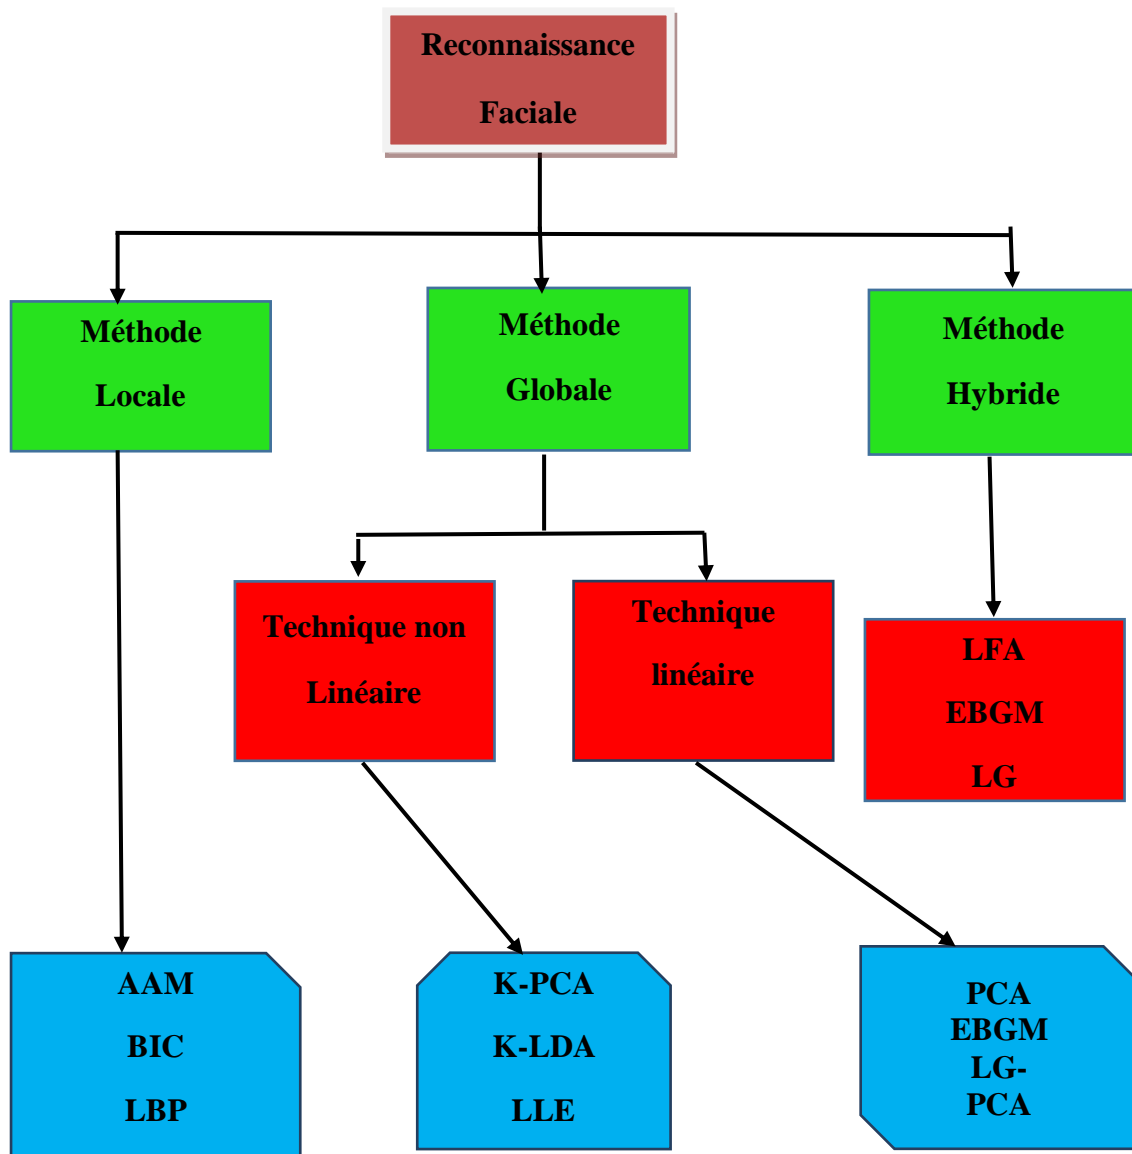 Reconnaissance
Faciale
Méthode
Locale
Méthode
Globale
Méthode
Hybride
Technique non
Linéaire
Technique
linéaire
LFA
EBGM
LG
AAM
BIC
LBP
K-PCA
K-LDA
LLE
PCA
EBGM
LG-
PCA